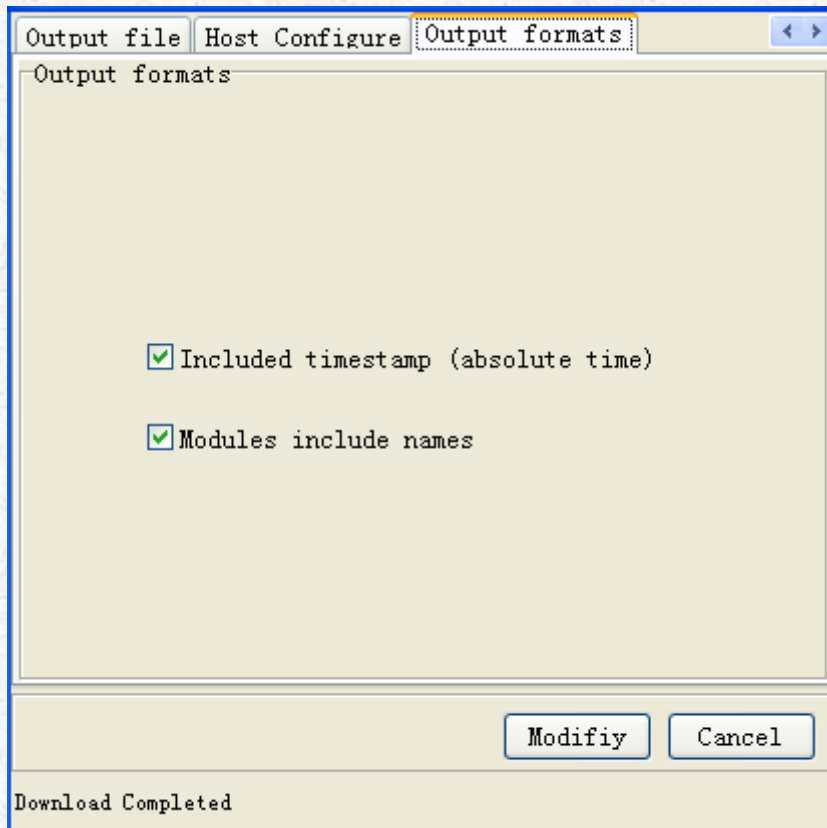 Output file Host Configure Output formats
Output formats
Included timestamp (absolute time)
Modules include names
Modifiy Cancel
Download Completed